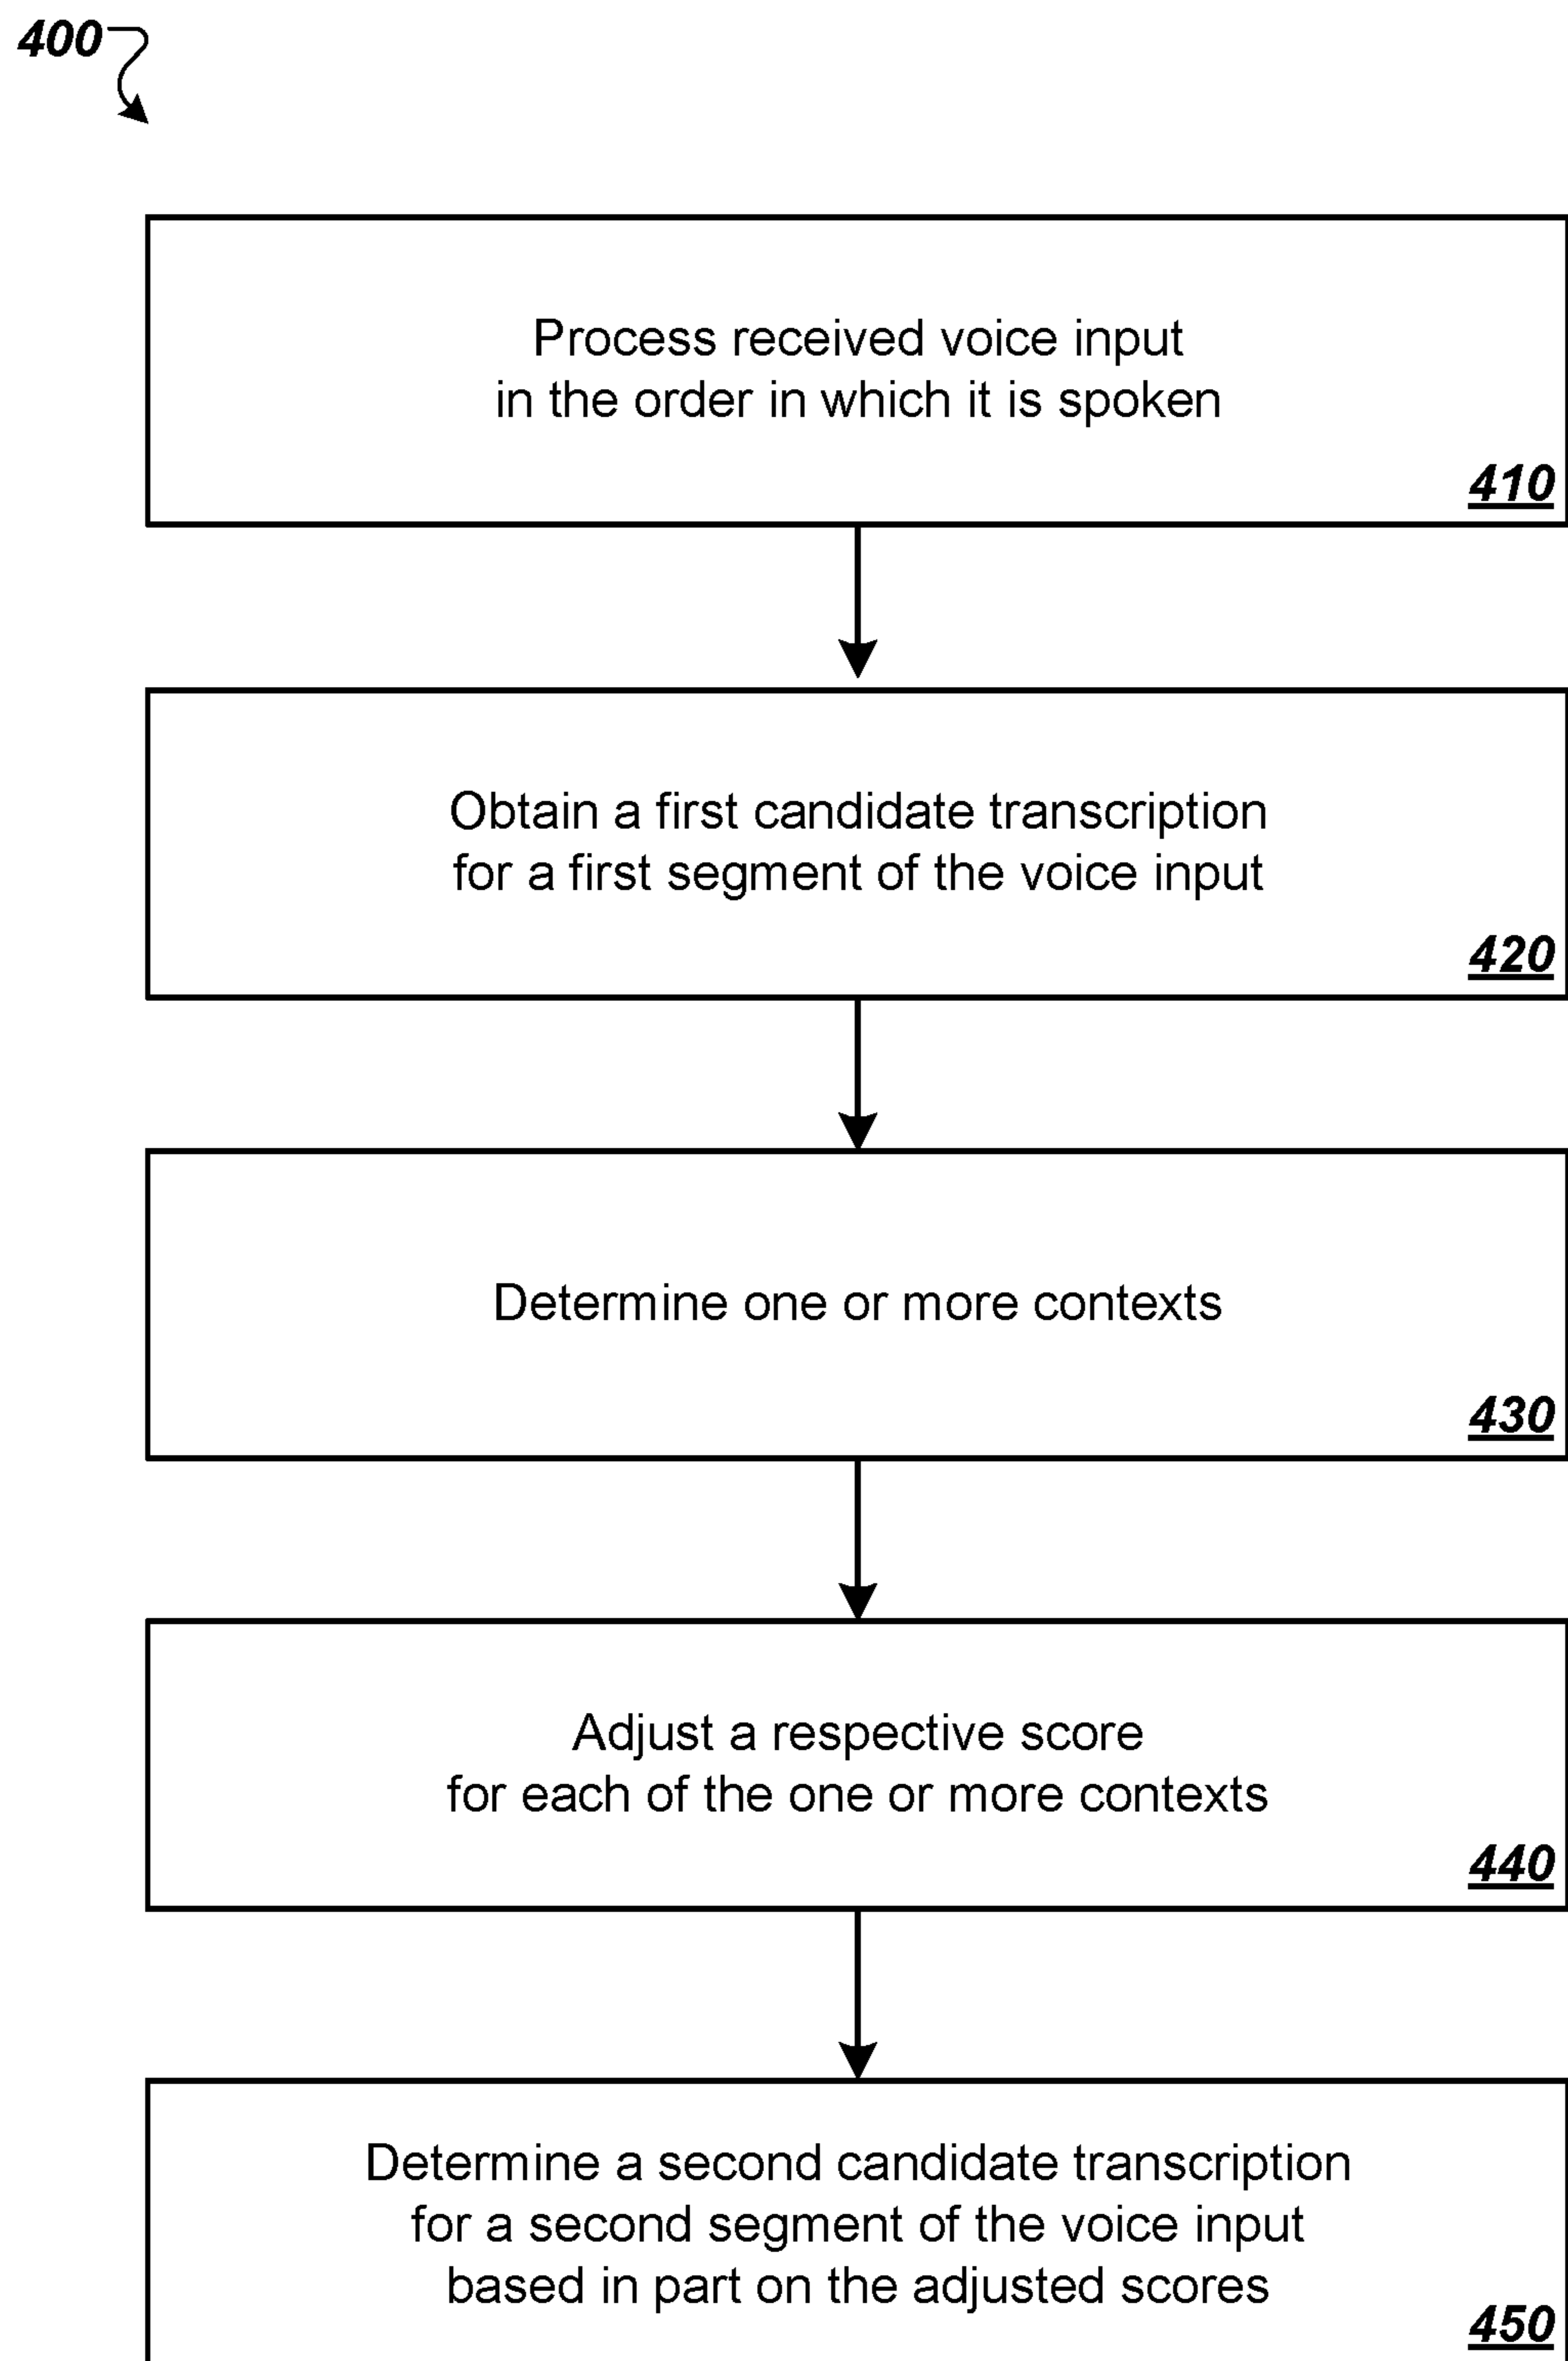 400
Process received voice input
in the order in which it is spoken
410
Obtain a first candidate transcription
for a first segment of the voice input
420
Determine one or more contexts
430
Adjust a respective score
for each of the one or more contexts
440
Determine a second candidate transcription
for a second segment of the voice input
based in part on the adjusted scores
450